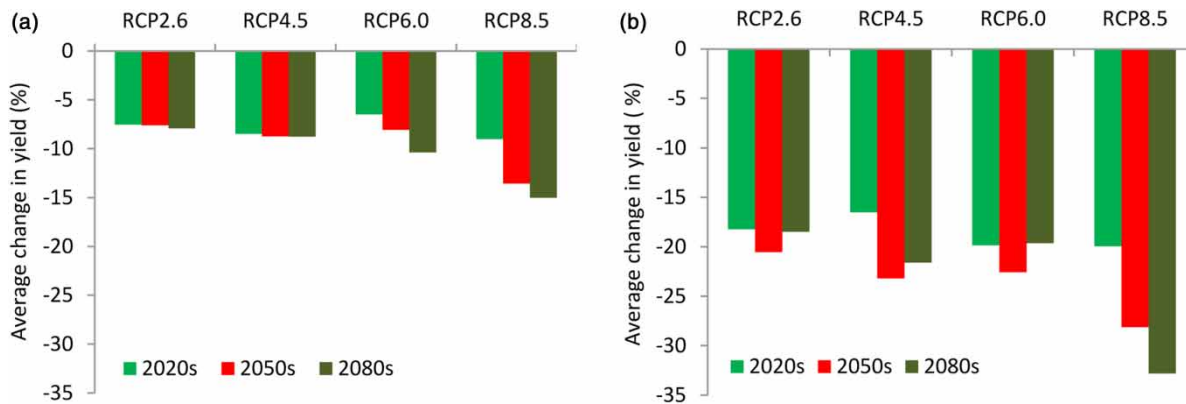 (a) RCP2.6 RCP4.5 RCP6.0 RCP8.5
0
-5
-10
-15
-20
-25
-30
-35
Average change in yield (%)
2020s 2050s 2080s
(b) RCP2.6 RCP4.5 RCP6.0 RCP8.5
0
-5
-10
-15
-20
-25
-30
-35
Average change in yield ( %)
2020s 2050s 2080s